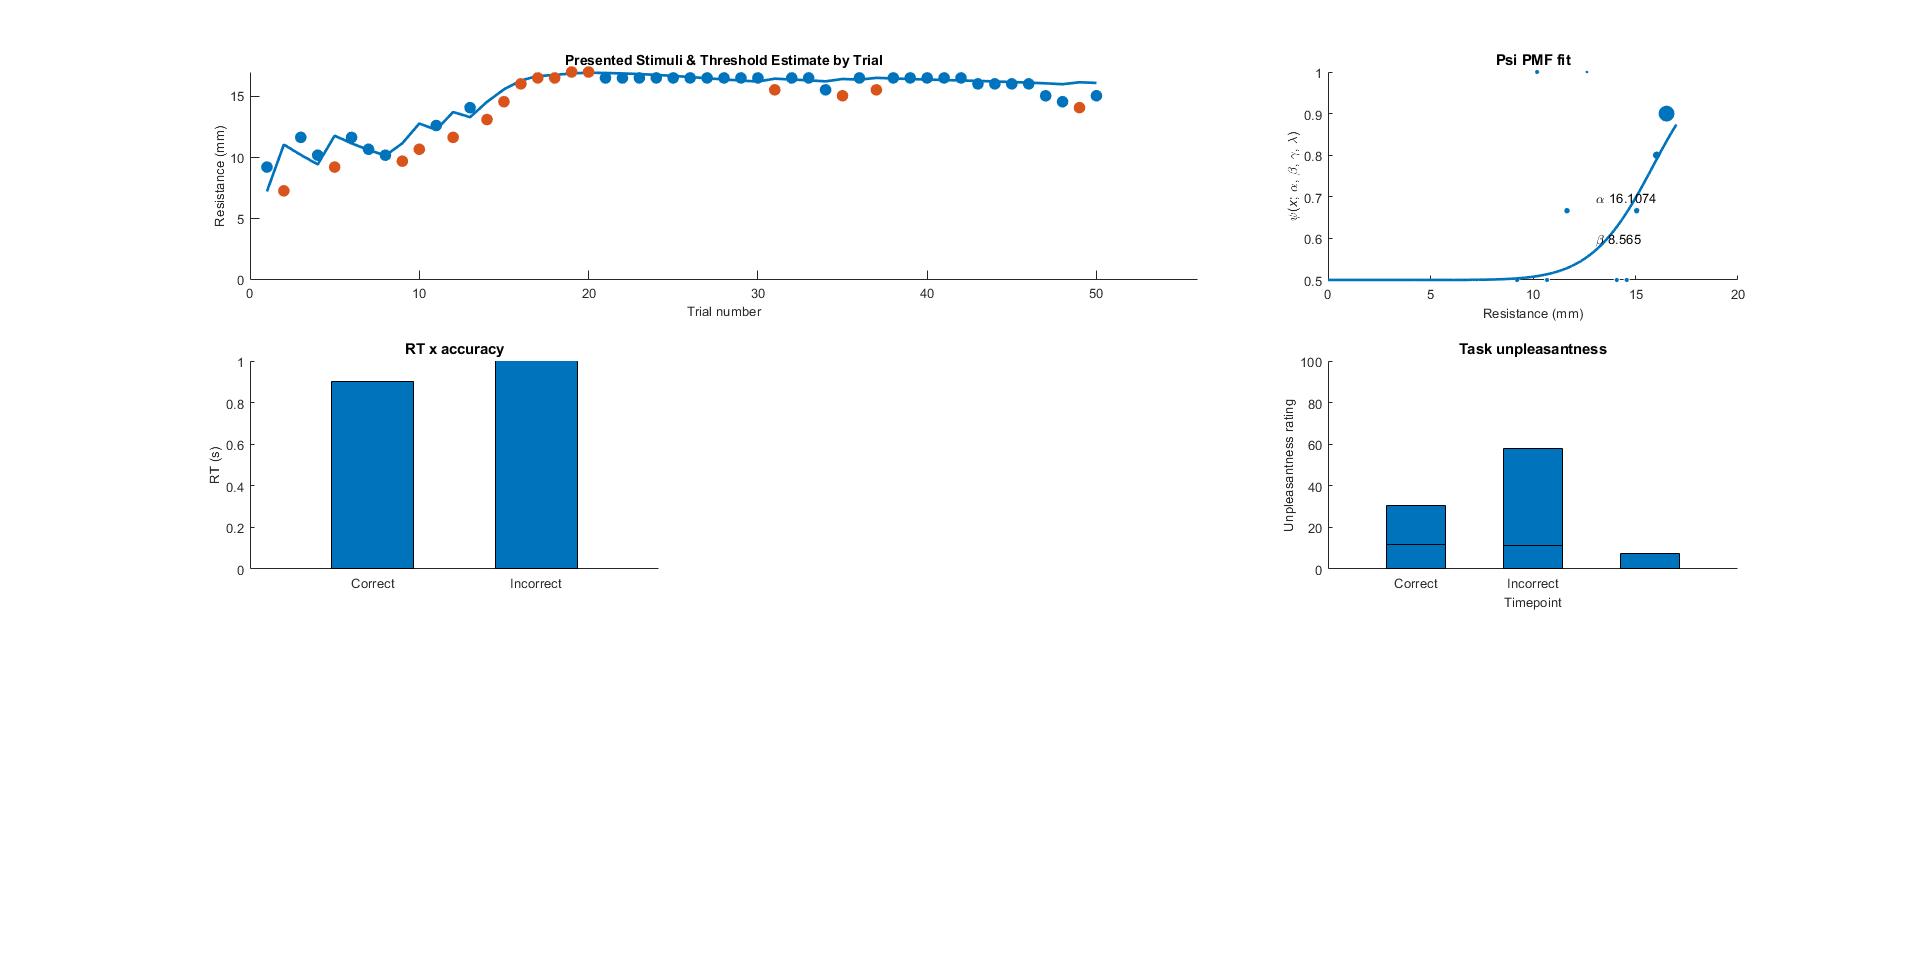 Presented Stimuli & Threshold Estimate by Trial
Resistance (mm)
15
10
5
0
0 10 20 30 40 50
Trial number
Psi PMF fit
ψ(x; α, β, γ, λ)
1
0.9
0.8
0.7
0.6
0.5
α 16.1074
β 8.565
0 5 10 15 20
Resistance (mm)
RT x accuracy
RT (s)
1
0.8
0.6
0.4
0.2
0
Correct Incorrect
Task unpleasantness
Unpleasantness rating
100
80
60
40
20
0
Correct Incorrect
Timepoint